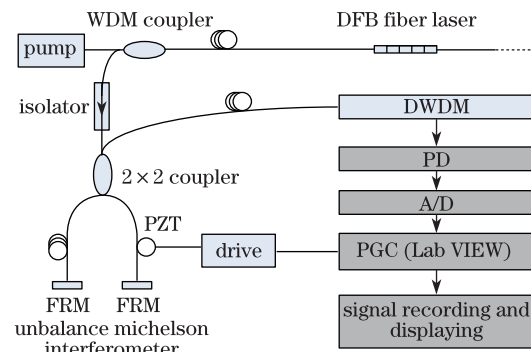 WDM coupler
DFB fiber laser
pump
isolator
DWDM
2×2 coupler
PD
PZT
A/D
drive
PGC (Lab VIEW)
FRM
FRM
unbalance michelson
interferometer
signal recording and
displaying